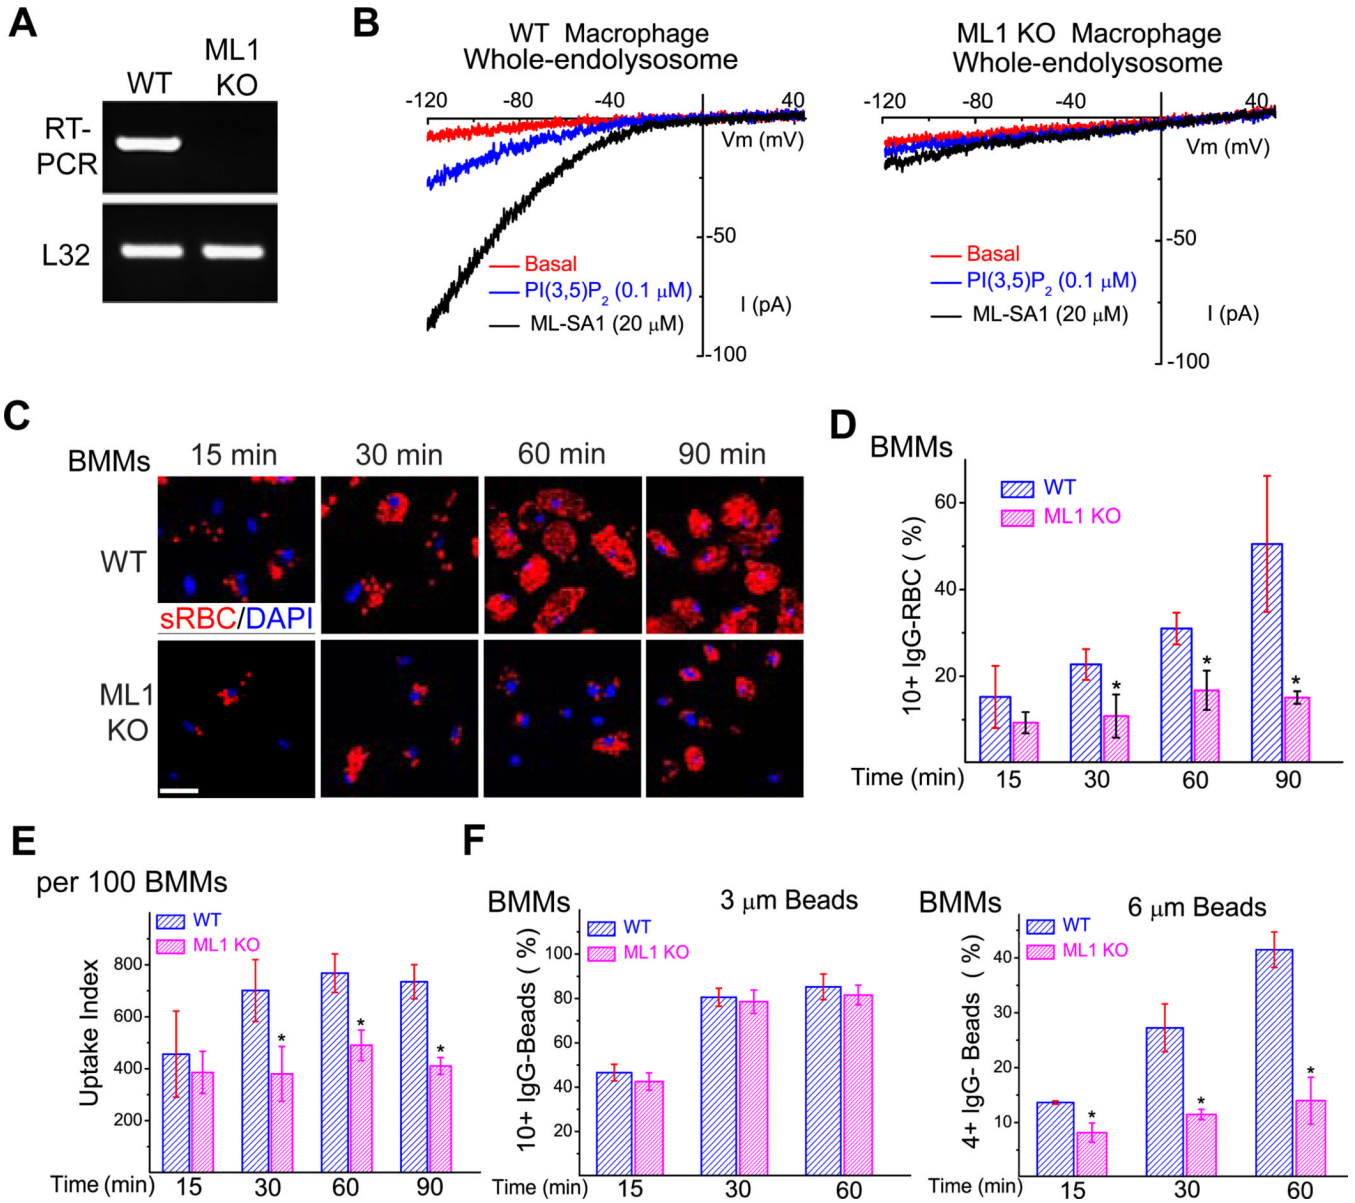 A
WT
ML1
KO
RT-
PCR
L32
B
WT Macrophage
Whole-endolysosome
-120
-80
-40
40
Vm (mV)
-50
Basal
PI(3,5)P2 (0.1 μM)
ML-SA1 (20 μM)
I (pA)
-100
ML1 KO Macrophage
Whole-endolysosome
-120
-80
-40
40
Vm (mV)
-50
Basal
PI(3,5)P2 (0.1 μM)
ML-SA1 (20 μM)
I (pA)
-100
C
BMMs
15 min
30 min
60 min
90 min
WT
sRBC/DAPI
ML1
KO
D
BMMs
10+ IgG-RBC ( %)
60
40
20
WT
ML1 KO
*
*
*
Time (min)
15
30
60
90
E
per 100 BMMs
Uptake Index
800
600
400
200
WT
ML1 KO
*
*
*
Time (min)
15
30
60
90
F
BMMs
3 μm Beads
10+ IgG-Beads ( %)
100
80
60
40
20
WT
ML1 KO
Time (min)
15
30
60
BMMs
6 μm Beads
4+ IgG- Beads ( %)
40
30
20
10
WT
ML1 KO
*
*
*
Time (min)
15
30
60